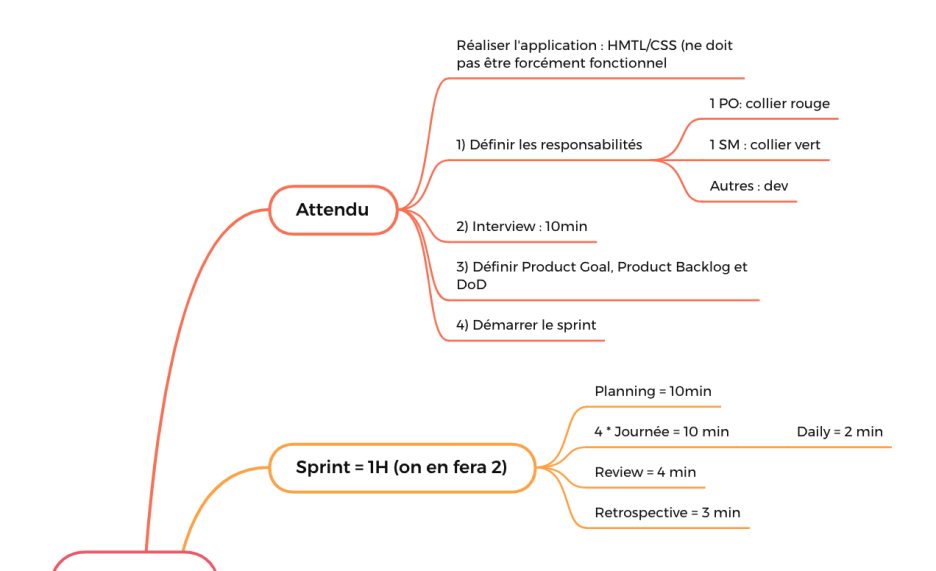 Réaliser l'application : HMTL/CSS (ne doit
pas être forcément fonctionnel
1) Définir les responsabilités
1 PO: collier rouge
1 SM : collier vert
Autres : dev
Attendu
2) Interview : 10min
3) Définir Product Goal, Product Backlog et
DoD
4) Démarrer le sprint
Sprint = 1H (on en fera 2)
Planning = 10min
4 * Journée = 10 min
Daily = 2 min
Review = 4 min
Retrospective = 3 min